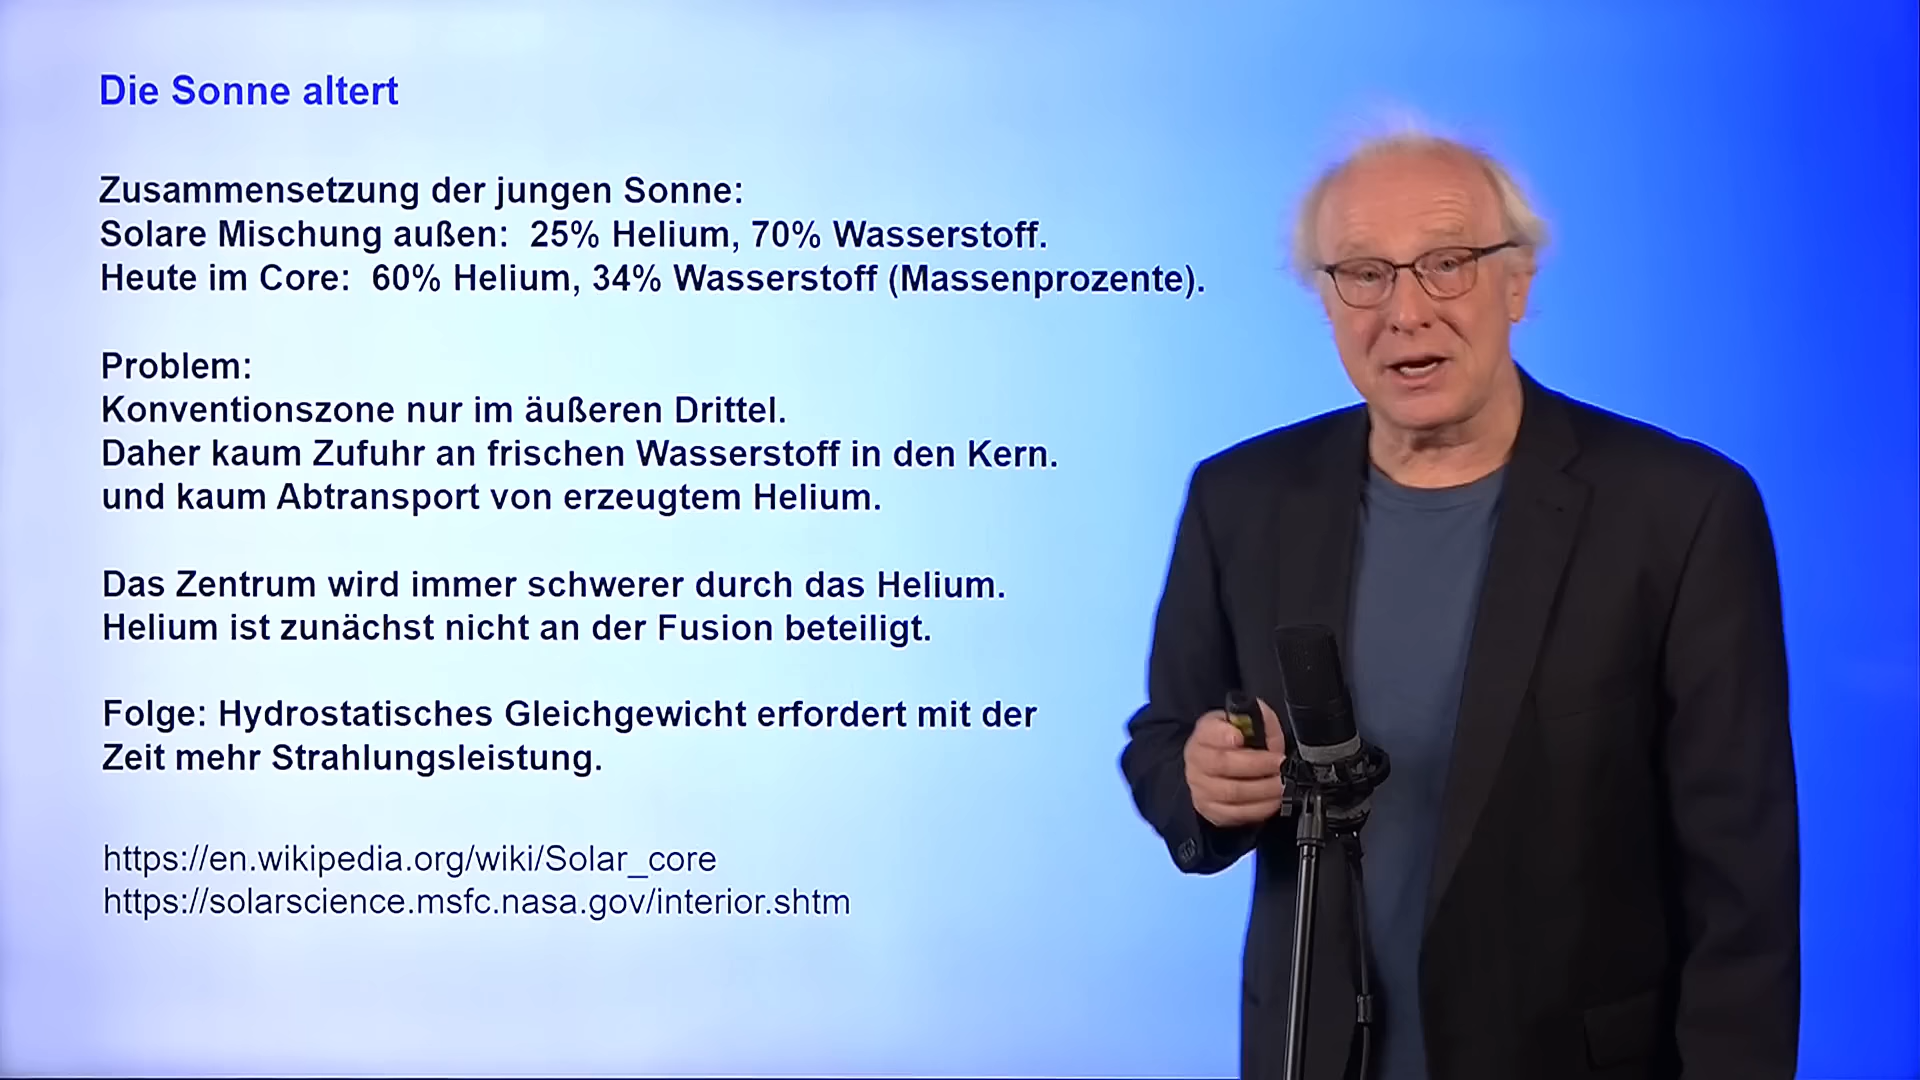 Die Sonne altert
Zusammensetzung der jungen Sonne:
Solare Mischung außen: 25% Helium, 70% Wasserstoff.
Heute im Core: 60% Helium, 34% Wasserstoff (Massenprozente).
Problem:
Konventionszone nur im äußeren Drittel.
Daher kaum Zufuhr an frischen Wasserstoff in den Kern.
und kaum Abtransport von erzeugtem Helium.
Das Zentrum wird immer schwerer durch das Helium.
Helium ist zunächst nicht an der Fusion beteiligt.
Folge: Hydrostatisches Gleichgewicht erfordert mit der
Zeit mehr Strahlungsleistung.
https://en.wikipedia.org/wiki/Solar_core
https://solarscience.msfc.nasa.gov/interior.shtm